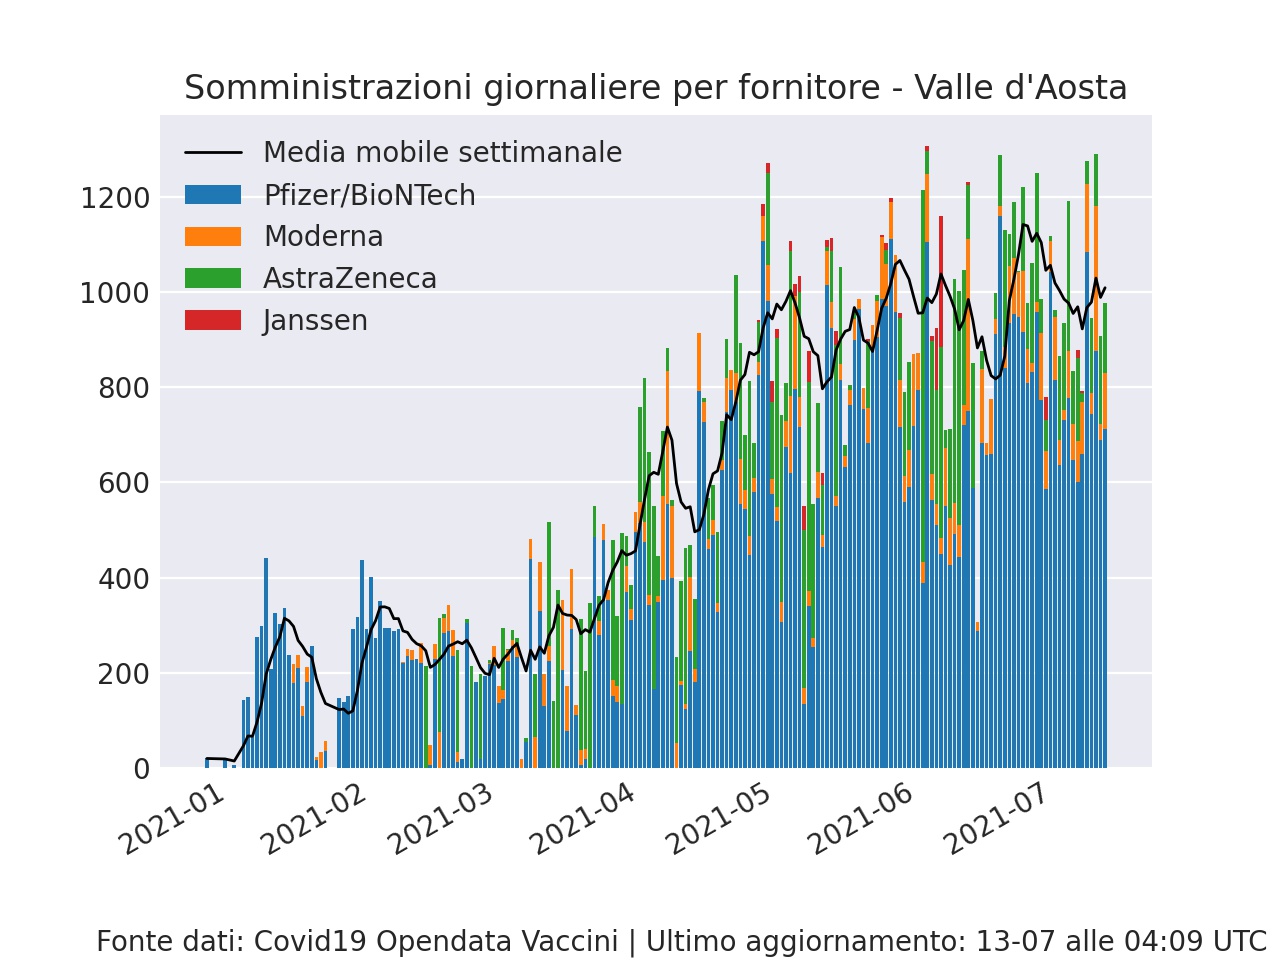 Somministrazioni giornaliere per fornitore - Valle d'Aosta
Media mobile settimanale
Pfizer/BioNTech
Moderna
AstraZeneca
Janssen
1200
1000
800
600
400
200
0
2021-01
2021-02
2021-03
2021-04
2021-05
2021-06
2021-07
Fonte dati: Covid19 Opendata Vaccini | Ultimo aggiornamento: 13-07 alle 04:09 UTC